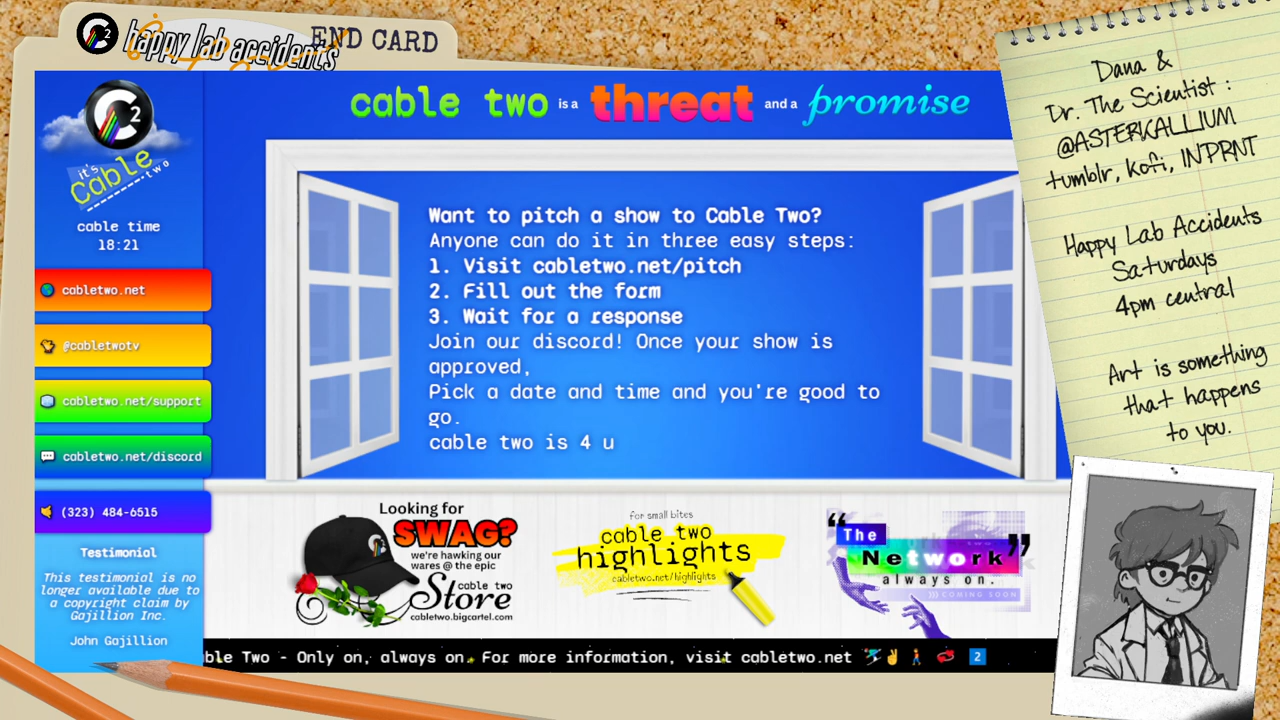 happy lab accidents
END CARD
C2
it's
cable
two
cable time
18:21
cabletwo.net
@cabletwotv
cabletwo.net/support
cabletwo.net/discord
(323) 484-6515
Testimonial
This testimonial is no
longer available due to
a copyright claim by
Gajillion Inc.
John Gajillion
cable two is a threat and a promise
Want to pitch a show to Cable Two?
Anyone can do it in three easy steps:
1. Visit cabletwo.net/pitch
2. Fill out the form
3. Wait for a response
Join our discord! Once your show is
approved,
Pick a date and time and you're good to
go.
cable two is 4 u
Looking for
SWAG?
we're hawking our
wares @ the epic
cable two
Store
cabletwo.bigcartel.com
for small bites
cable two
highlights
cabletwo.net/highlights
“The
Network”
always on.
COMING SOON
ble Two - Only on, always on. For more information, visit cabletwo.net 2
Dana &
Dr. The Scientist :
@ASTERKALLIUM
tumblr, kofi, INPRNT
Happy Lab Accidents
Saturdays
4pm central
Art is something
that happens
to you.